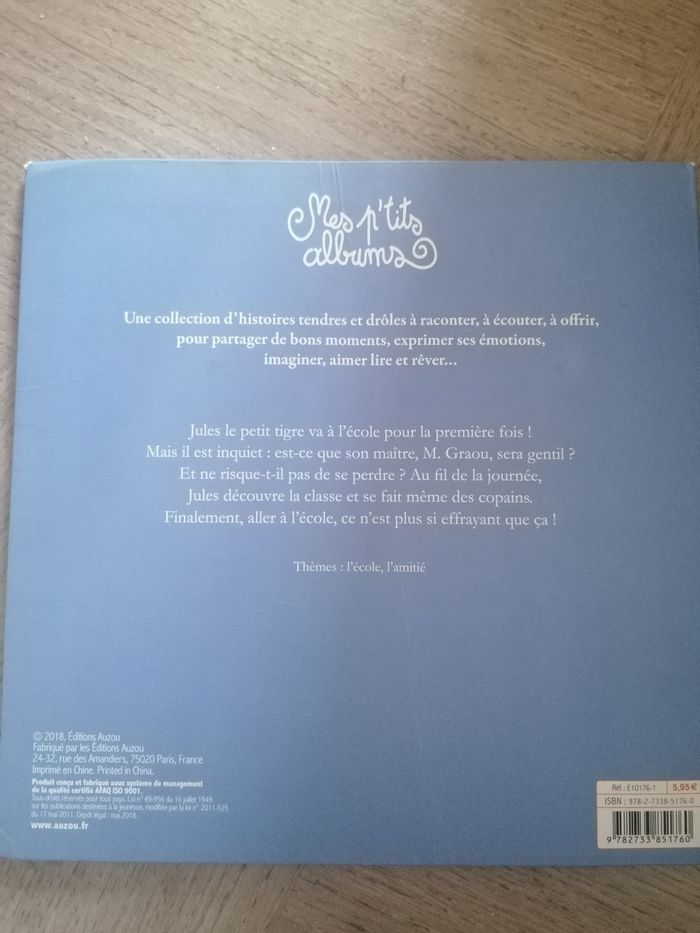 Mes p'tits
albums
Une collection d'histoires tendres et drôles à raconter, à écouter, à offrir,
pour partager de bons moments, exprimer ses émotions,
imaginer, aimer lire et rêver...
Jules le petit tigre va à l'école pour la première fois !
Mais il est inquiet : est-ce que son maître, M. Graou, sera gentil ?
Et ne risque-t-il pas de se perdre ? Au fil de la journée,
Jules découvre la classe et se fait même des copains.
Finalement, aller à l'école, ce n'est plus si effrayant que ça !
Thèmes : l'école, l'amitié
© 2018, Éditions Auzou
Fabriqué par les Éditions Auzou
24-32, rue des Amandiers, 75020 Paris, France
Imprimé en Chine. Printed in China.
Produit conçu et fabriqué sous système de management
de la qualité certifié AFAQ ISO 9001.
Tous droits réservés pour tous pays. Loi n° 49-956 du 16 juillet 1949
sur les publications destinées à la jeunesse, modifiée par la loi n° 2011-525
du 17 mai 2011. Dépôt légal : mai 2018.
www.auzou.fr
Réf. : E10176-1 5,95 €
ISBN : 978-2-7338-5176-0
9 782733 851760